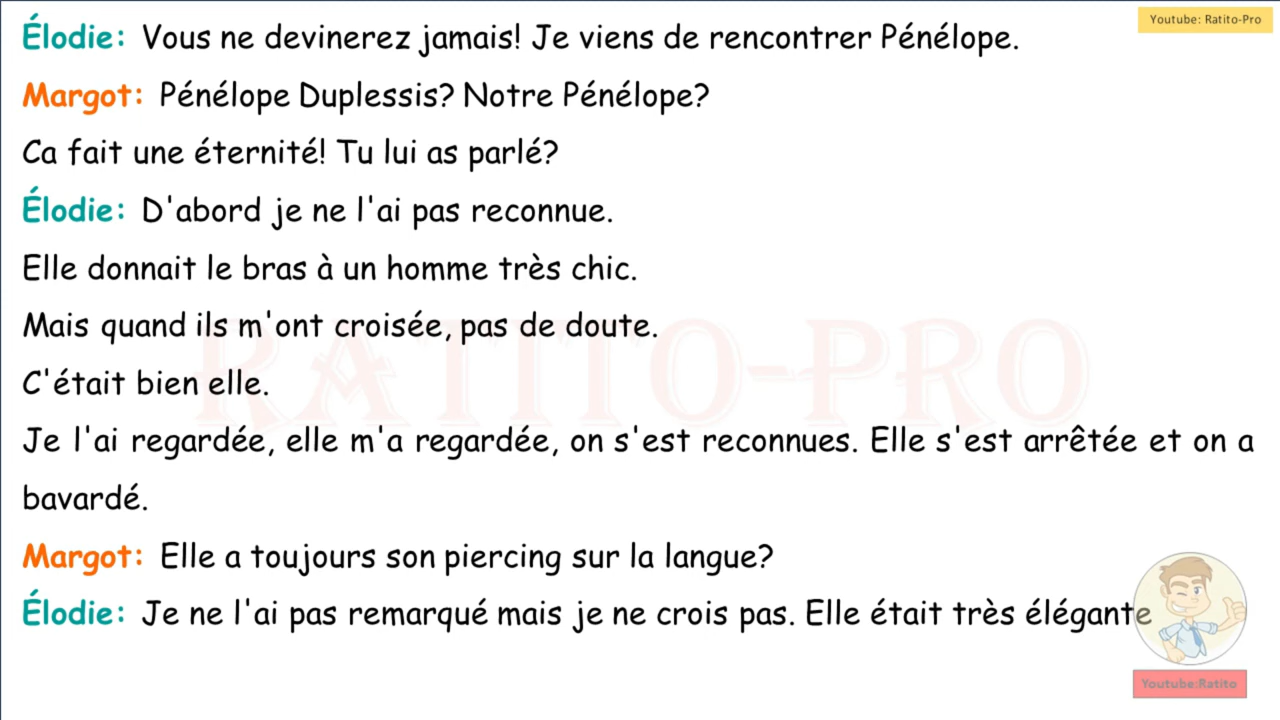 Youtube: Ratito-Pro
Élodie: Vous ne devinerez jamais! Je viens de rencontrer Pénélope.
Margot: Pénélope Duplessis? Notre Pénélope?
Ca fait une éternité! Tu lui as parlé?
Élodie: D'abord je ne l'ai pas reconnue.
Elle donnait le bras à un homme très chic.
Mais quand ils m'ont croisée, pas de doute.
RATITO-PRO
C'était bien elle.
Je l'ai regardée, elle m'a regardée, on s'est reconnues. Elle s'est arrêtée et on a
bavardé.
Margot: Elle a toujours son piercing sur la langue?
Élodie: Je ne l'ai pas remarqué mais je ne crois pas. Elle était très élégante
Youtube:Ratito